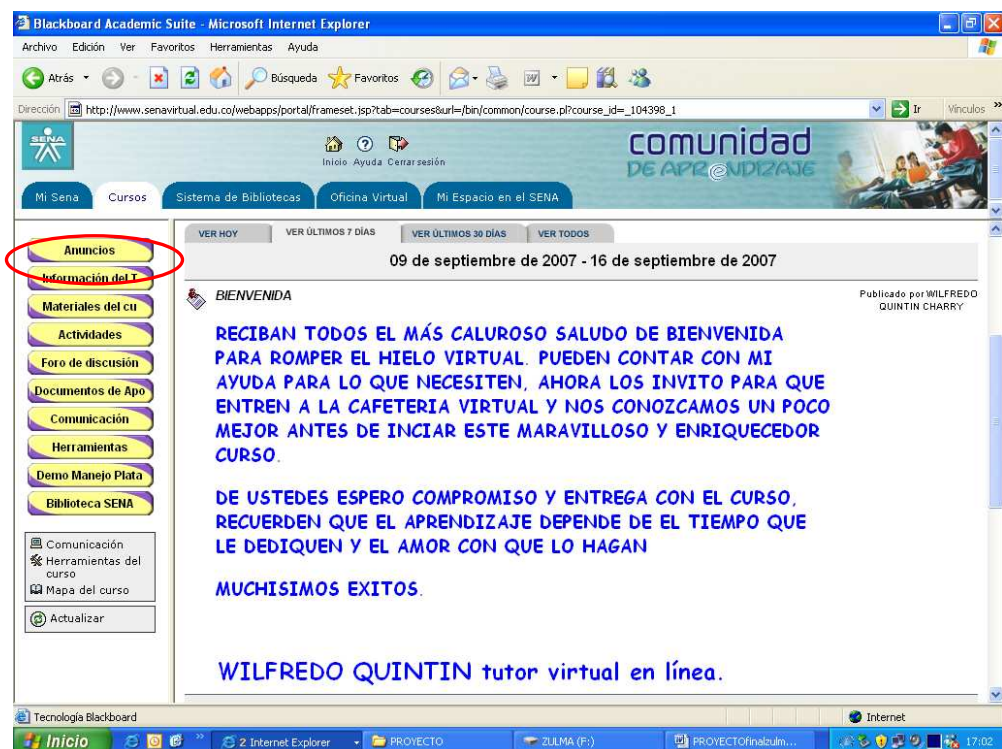 Blackboard Academic Suite - Microsoft Internet Explorer
Archivo Edición Ver Favoritos Herramientas Ayuda
Atrás Búsqueda Favoritos
Dirección http://www.senavirtual.edu.co/webapps/portal/frameset.jsp?tab=courses&url=/bin/common/course.pl?course_id=_104398_1 Ir Vínculos »
SENA
Inicio Ayuda Cerrar sesión
comunidad
DE APR@NDIZAJE
Mi Sena Cursos Sistema de Bibliotecas Oficina Virtual Mi Espacio en el SENA
VER HOY VER ÚLTIMOS 7 DÍAS VER ÚLTIMOS 30 DÍAS VER TODOS
09 de septiembre de 2007 - 16 de septiembre de 2007
Anuncios
Información del T
Materiales del cu
Actividades
Foro de discusión
Documentos de Apo
Comunicación
Herramientas
Demo Manejo Plata
Biblioteca SENA
Comunicación
Herramientas del
curso
Mapa del curso
Actualizar
BIENVENIDA
Publicado por WILFREDO
QUINTIN CHARRY
RECIBAN TODOS EL MÁS CALUROSO SALUDO DE BIENVENIDA
PARA ROMPER EL HIELO VIRTUAL. PUEDEN CONTAR CON MI
AYUDA PARA LO QUE NECESITEN, AHORA LOS INVITO PARA QUE
ENTREN A LA CAFETERIA VIRTUAL Y NOS CONOZCAMOS UN POCO
MEJOR ANTES DE INCIAR ESTE MARAVILLOSO Y ENRIQUECEDOR
CURSO.
DE USTEDES ESPERO COMPROMISO Y ENTREGA CON EL CURSO,
RECUERDEN QUE EL APRENDIZAJE DEPENDE DE EL TIEMPO QUE
LE DEDIQUEN Y EL AMOR CON QUE LO HAGAN
MUCHISIMOS EXITOS.
WILFREDO QUINTIN tutor virtual en línea.
Tecnología Blackboard Internet
Inicio » 2 Internet Explorer PROYECTO ZULMA (F:) PROYECTOfinalzulm... 17:02